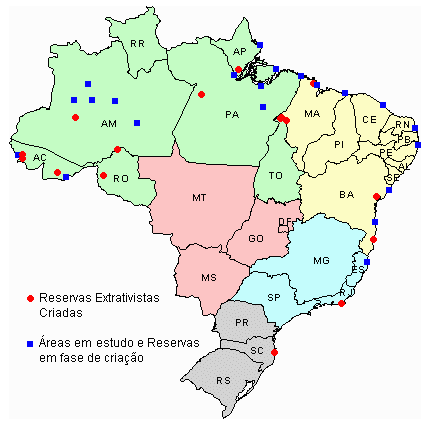 RR
AP
AM
PA
MA
CE
RN
PB
PE
AL
SE
PI
AC
RO
TO
BA
MT
DF
GO
MG
ES
MS
SP
RJ
PR
SC
RS
Reservas Extrativistas
Criadas
Áreas em estudo e Reservas
em fase de criação